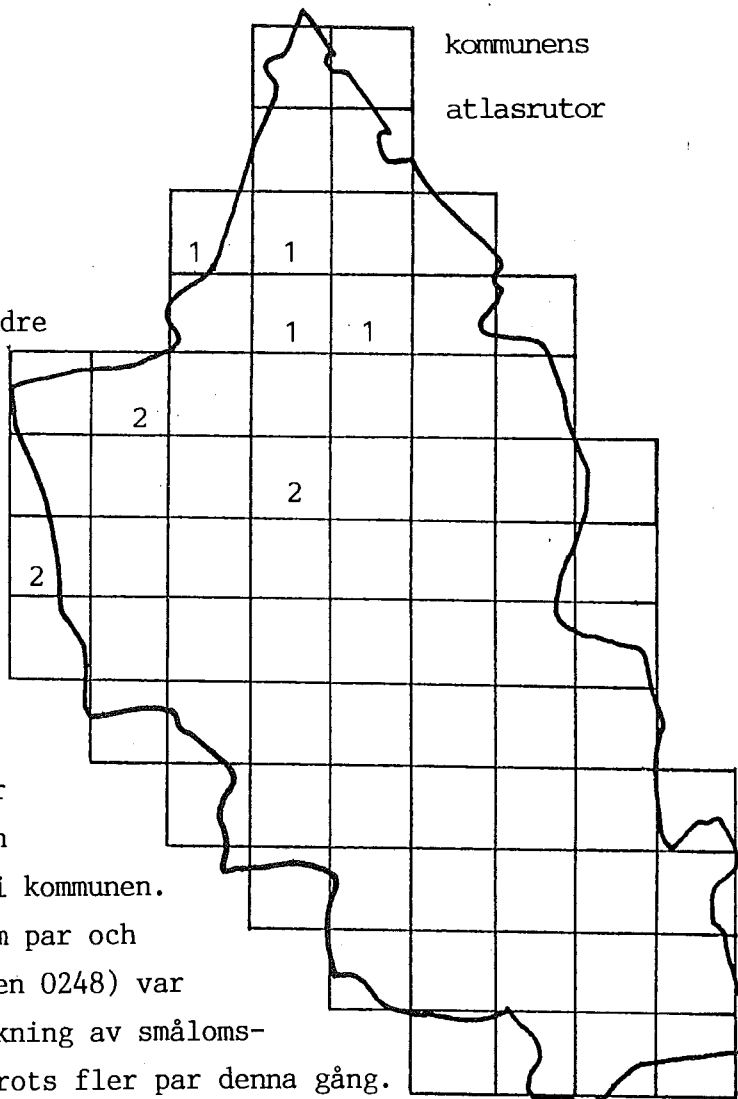 kommunens
atlasrutor
1 1
dre
1 1
2
2
2
i kommunen.
par och
en 0248) var
kning av småloms-
rots fler par denna gång.